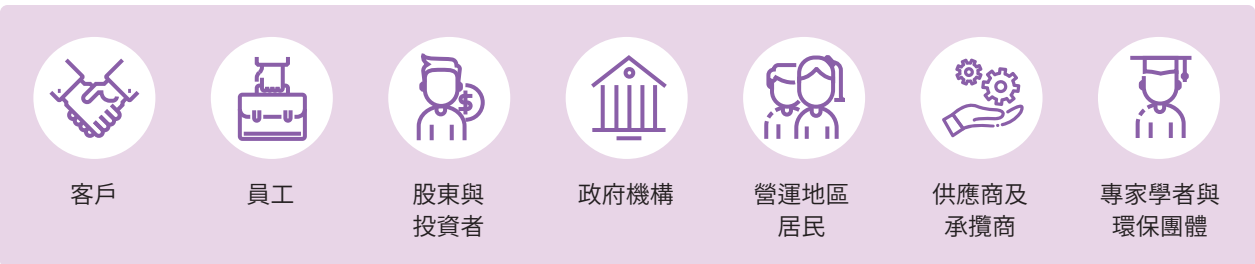 客戶
員工
股東與
投資者
政府機構
營運地區
居民
供應商及
承攬商
專家學者與
環保團體